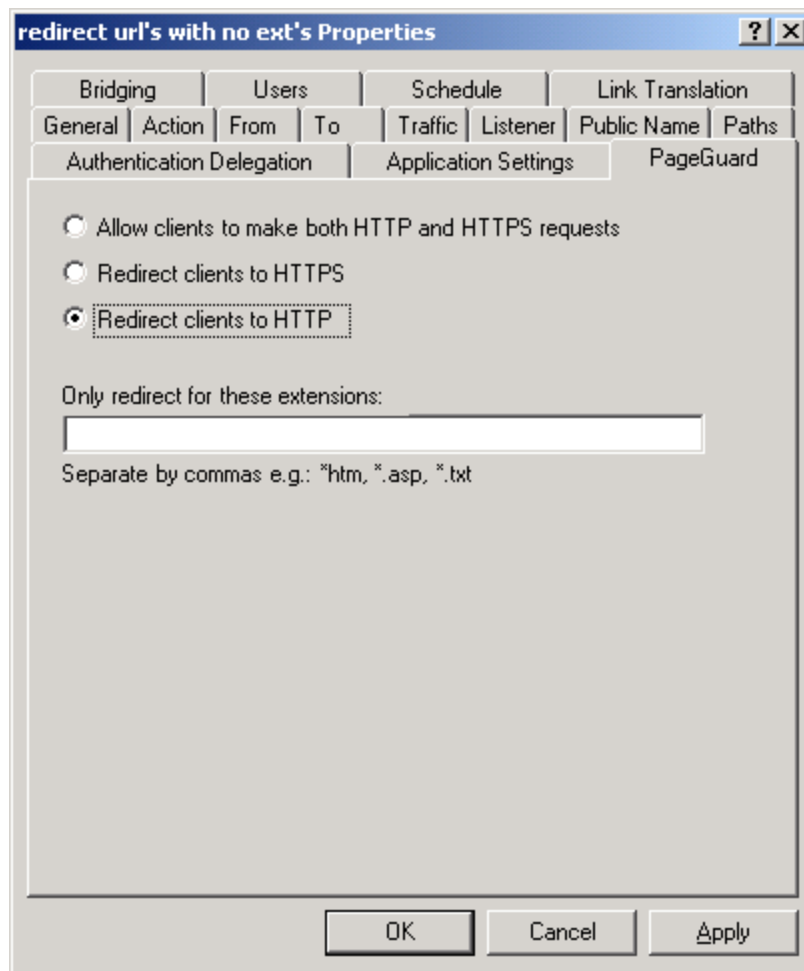 redirect url's with no ext's Properties
Bridging Users Schedule Link Translation
General Action From To Traffic Listener Public Name Paths
Authentication Delegation Application Settings PageGuard
Allow clients to make both HTTP and HTTPS requests
Redirect clients to HTTPS
Redirect clients to HTTP
Only redirect for these extensions:
Separate by commas e.g.: *htm, *.asp, *.txt
OK Cancel Apply